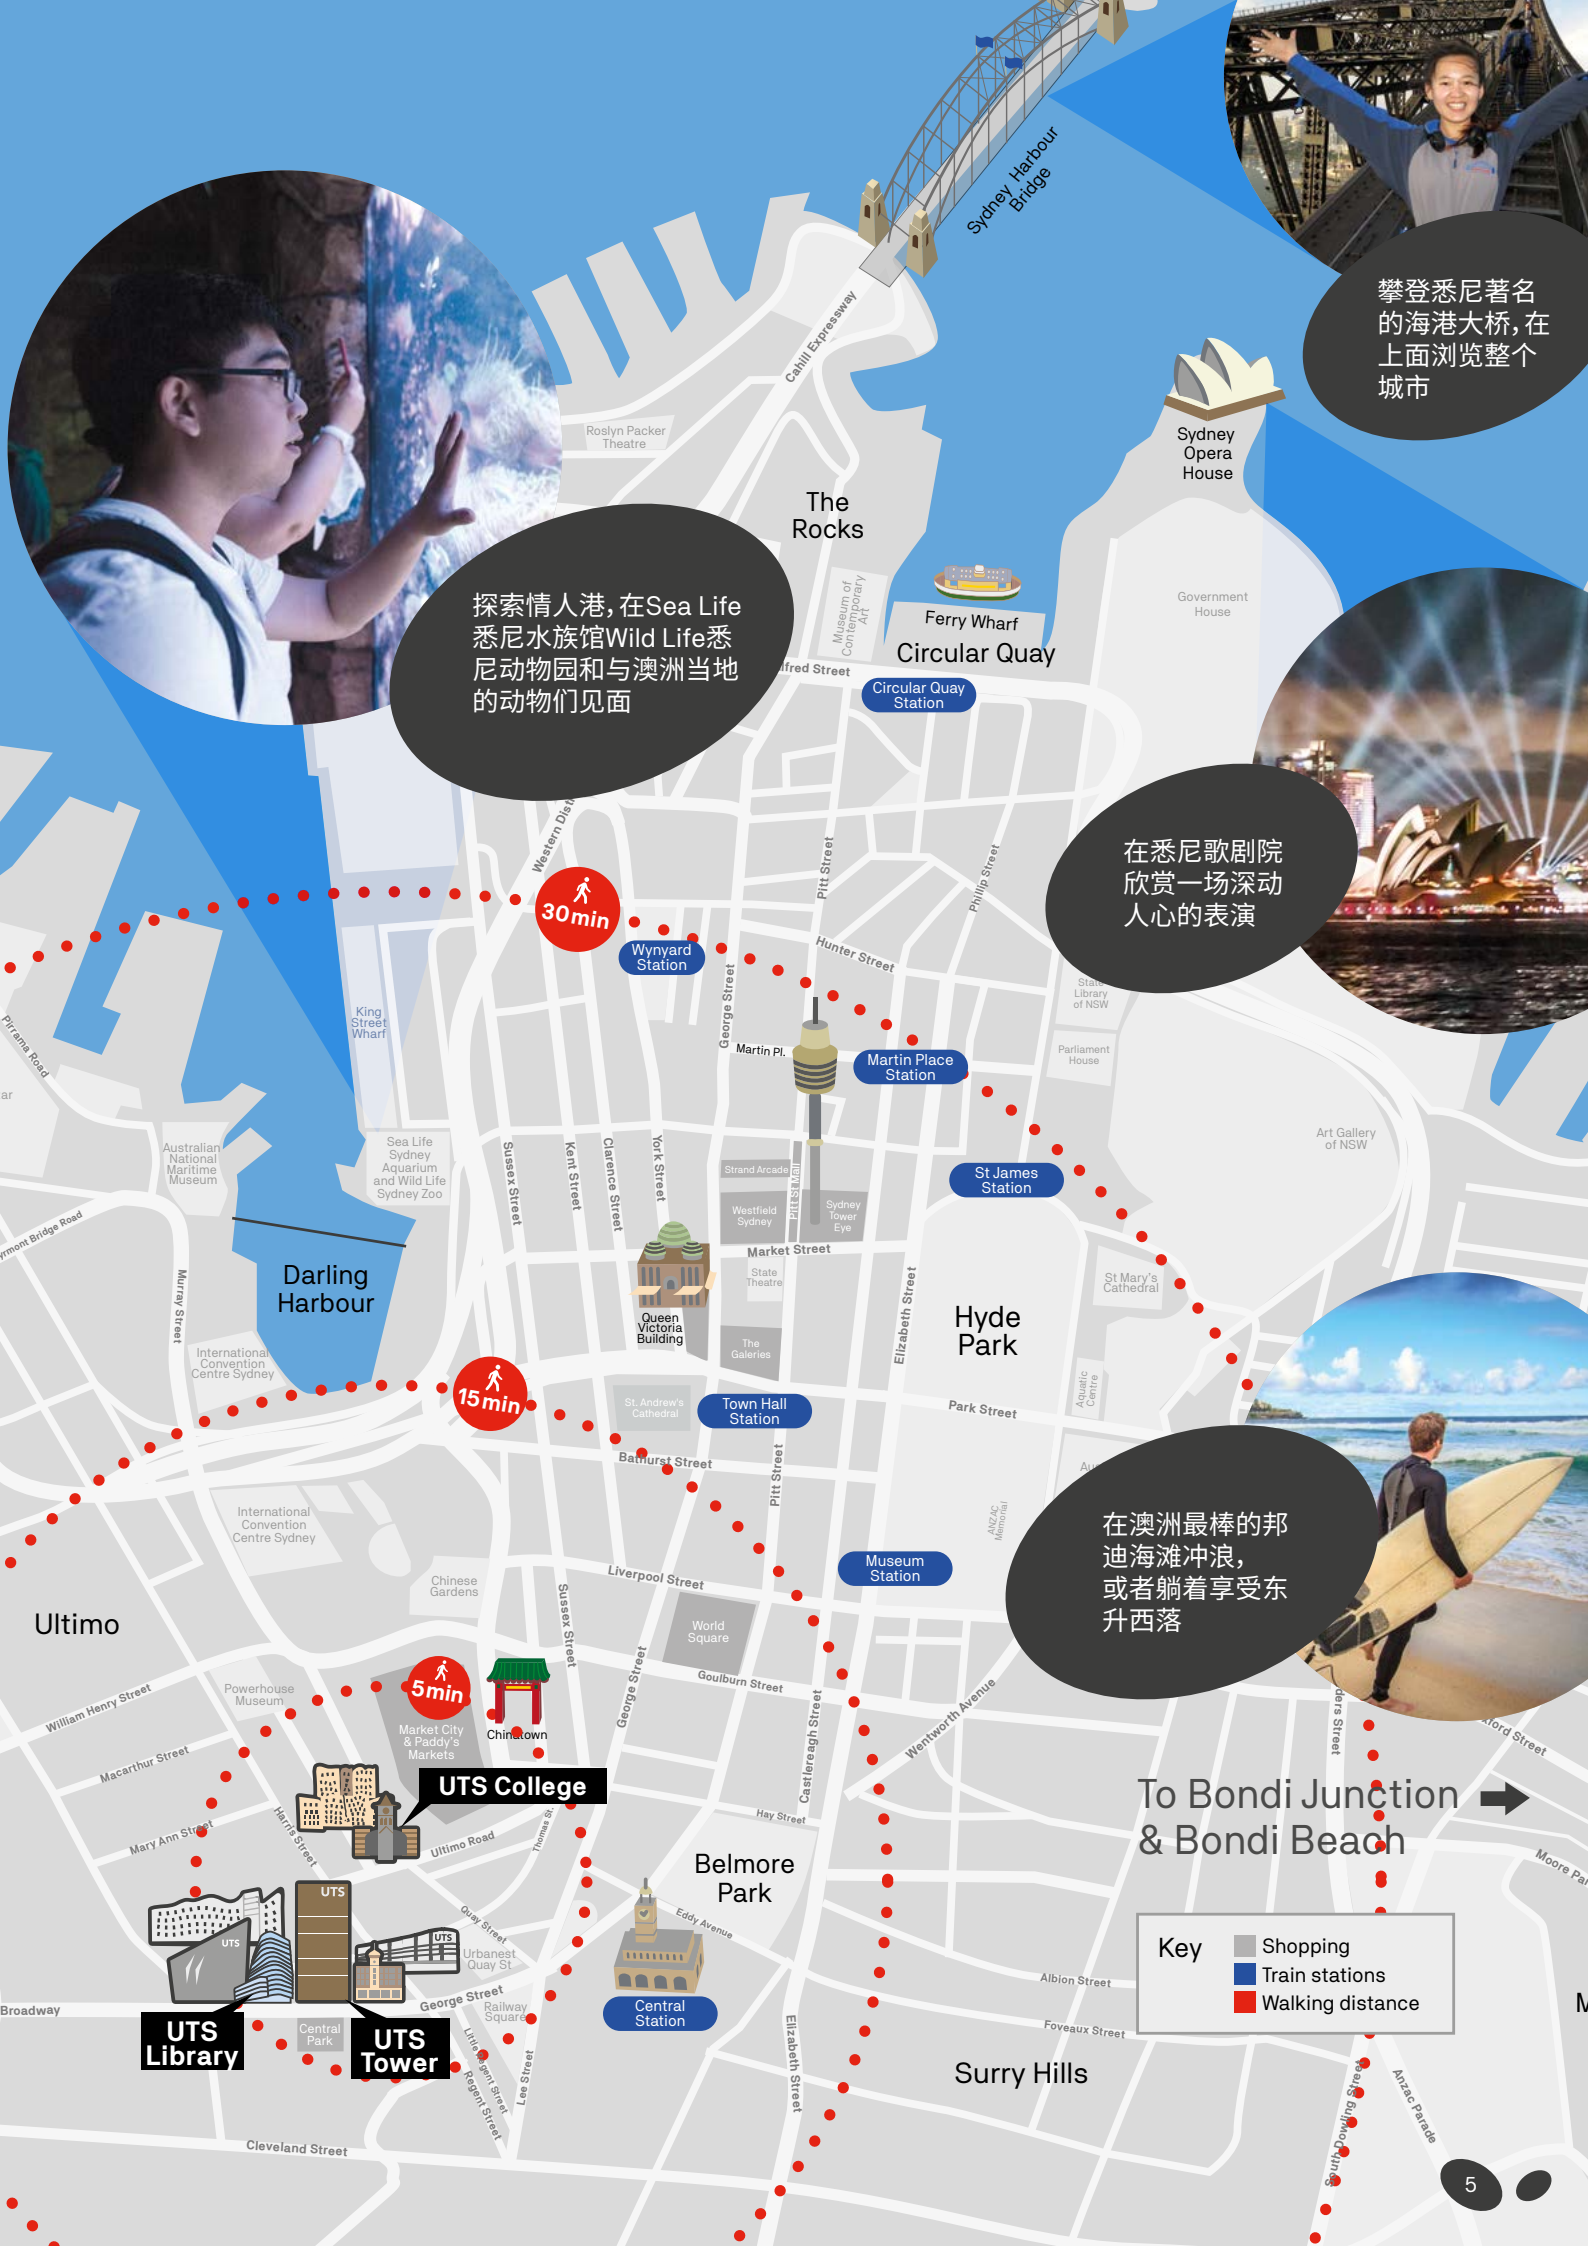 Sydney Harbour
Bridge
攀登悉尼著名
的海港大桥，在
上面浏览整个
城市
Cahill Expressway
Sydney
Opera
House
Roslyn Packer
Theatre
The
Rocks
Museum of
Contemporary
Art
Ferry Wharf
Circular Quay
Circular Quay
Station
Government
House
探索情人港，在Sea Life
悉尼水族馆Wild Life悉
尼动物园和与澳洲当地
的动物们见面
在悉尼歌剧院
欣赏一场深动
人心的表演
Pitt Street
Phillip Street
30min
Wynyard
Station
Hunter Street
George Street
State
Library
of NSW
King
Street
Wharf
Pirrama Road
Martin Pl.
Martin Place
Station
Parliament
House
Art Gallery
of NSW
Australian
National
Maritime
Museum
Sea Life
Sydney
Aquarium
and Wild Life
Sydney Zoo
Sussex Street
Kent Street
Clarence Street
York Street
Strand Arcade
Pitt St Mall
Westfield
Sydney
Sydney
Tower
Eye
St James
Station
Market Street
State
Theatre
Darling
Harbour
Murray Street
Queen
Victoria
Building
The
Galeries
Elizabeth Street
Hyde
Park
St Mary's
Cathedral
International
Convention
Centre Sydney
15min
St. Andrew's
Cathedral
Town Hall
Station
Park Street
Aquatic
Centre
Bathurst Street
Pitt Street
ANZAC
Memorial
在澳洲最棒的邦
迪海滩冲浪，
或者躺着享受东
升西落
International
Convention
Centre Sydney
Museum
Station
Chinese
Gardens
Liverpool Street
Sussex Street
World
Square
Ultimo
George Street
Goulburn Street
William Henry Street
Powerhouse
Museum
5min
Market City
& Paddy's
Markets
Chinatown
Castlereagh Street
Wentworth Avenue
Macarthur Street
UTS College
To Bondi Junction
& Bondi Beach
Mary Ann Street
Harris Street
Ultimo Road
Thomas St.
Hay Street
Belmore
Park
Moore Pa
UTS
UTS
UTS
Quay Street
Urbanest
Quay St
Eddy Avenue
Key
Shopping
Train stations
Walking distance
Broadway
George Street
Railway
Square
Central
Station
Albion Street
UTS
Library
Central
Park
UTS
Tower
Little Regent Street
Regent Street
Lee Street
Elizabeth Street
Foveaux Street
Surry Hills
South Dowling Street
Anzac Parade
Cleveland Street
5